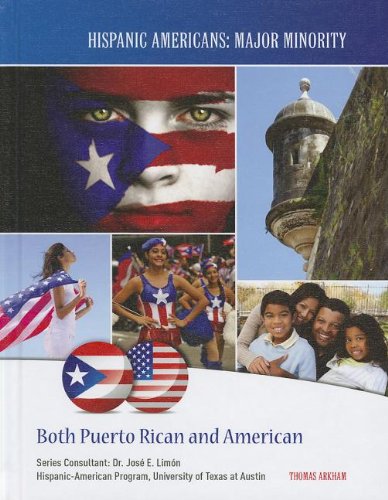 HISPANIC AMERICANS: MAJOR MINORITY
Both Puerto Rican and American
Series Consultant: Dr. José E. Limón
Hispanic-American Program, University of Texas at Austin
THOMAS ARKHAM